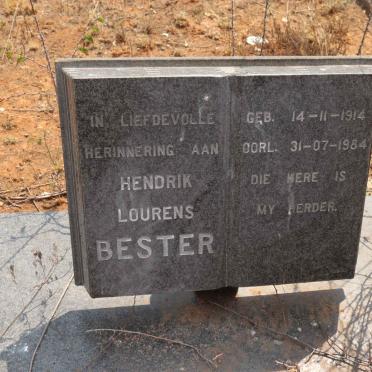 IN LIEFDEVOLLE
HERINNERING AAN
HENDRIK
LOURENS
BESTER
GEB. 14-11-1914
OORL. 31-07-1984
DIE HERE IS
MY HERDER.